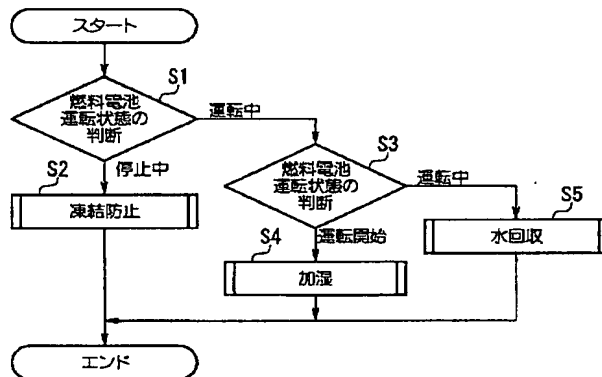 スタート
S1
燃料電池
運転状態の
判断
運転中
停止中
S2
凍結防止
S3
燃料電池
運転状態の
判断
運転中
運転開始
S4
加湿
S5
水回収
エンド